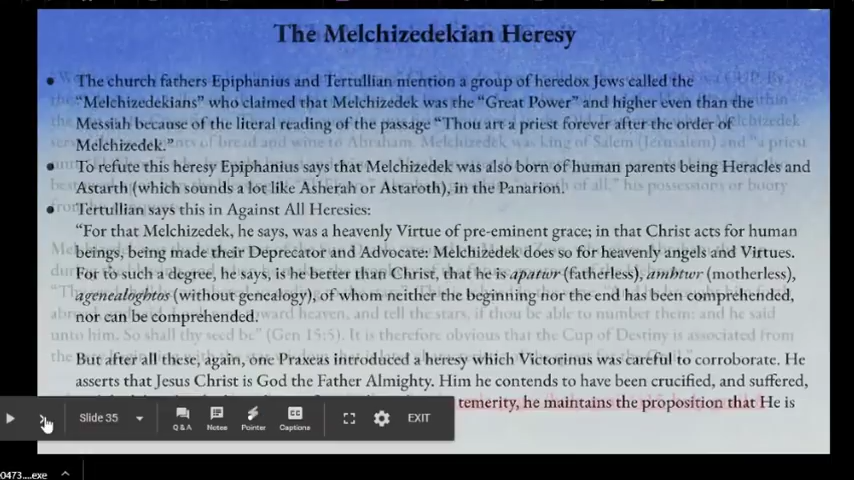 The Melchizedekian Heresy
The church fathers Epiphanius and Tertullian mention a group of heredox Jews called the
"Melchizedekians" who claimed that Melchizedek was the "Great Power" and higher even than the
Messiah because of the literal reading of the passage "Thou art a priest forever after the order of
Melchizedek."
To refute this heresy Epiphanius says that Melchizedek was also born of human parents being Heracles and
Astarth (which sounds a lot like Asherah or Astaroth), in the Panarion.
Tertullian says this in Against All Heresies:
"For that Melchizedek, he says, was a heavenly Virtue of pre-eminent grace; in that Christ acts for human
beings, being made their Deprecator and Advocate: Melchizedek does so for heavenly angels and Virtues.
For to such a degree, he says, is he better than Christ, that he is apatwr (fatherless), amhtwr (motherless),
agenealoghtos (without genealogy), of whom neither the beginning nor the end has been comprehended,
nor can be comprehended.
But after all these, again, one Praxeas introduced a heresy which Victorinus was careful to corroborate. He
asserts that Jesus Christ is God the Father Almighty. Him he contends to have been crucified, and suffered,
temerity, he maintains the proposition that He is
Slide 35
Q&A Notes Pointer Captions
EXIT
0473....exe